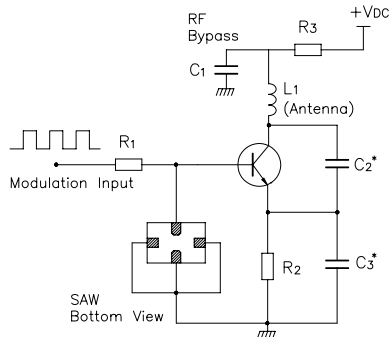 +VDC
RF
Bypass
R3
C1
L1
(Antenna)
R1
Modulation Input
C2*
SAW
Bottom View
R2
C3*